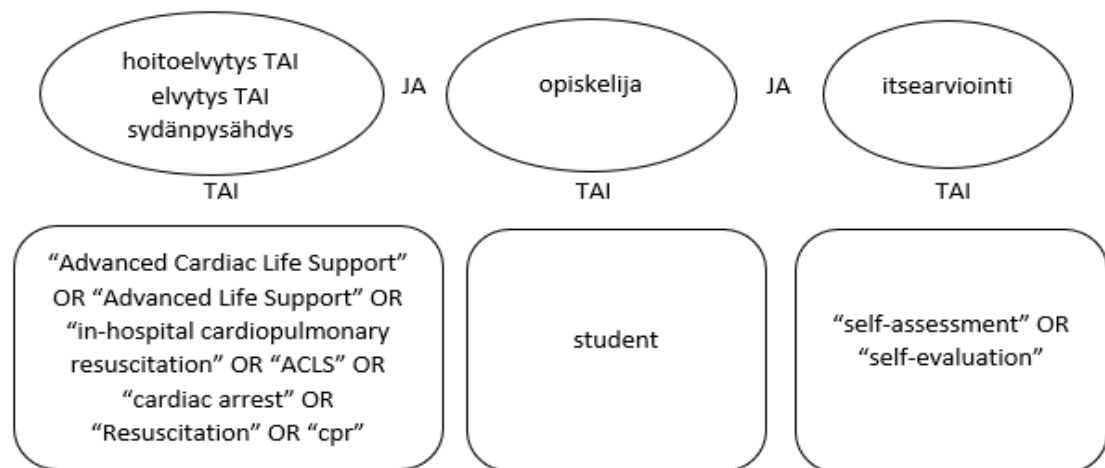 hoitoelvytys TAI
elvytys TAI
sydänpysähdys
JA
opiskelija
JA
itsearviointi
TAI
TAI
TAI
“Advanced Cardiac Life Support”
OR “Advanced Life Support” OR
“in-hospital cardiopulmonary
resuscitation” OR “ACLS” OR
“cardiac arrest” OR
“Resuscitation” OR “cpr”
student
“self-assessment” OR
“self-evaluation”